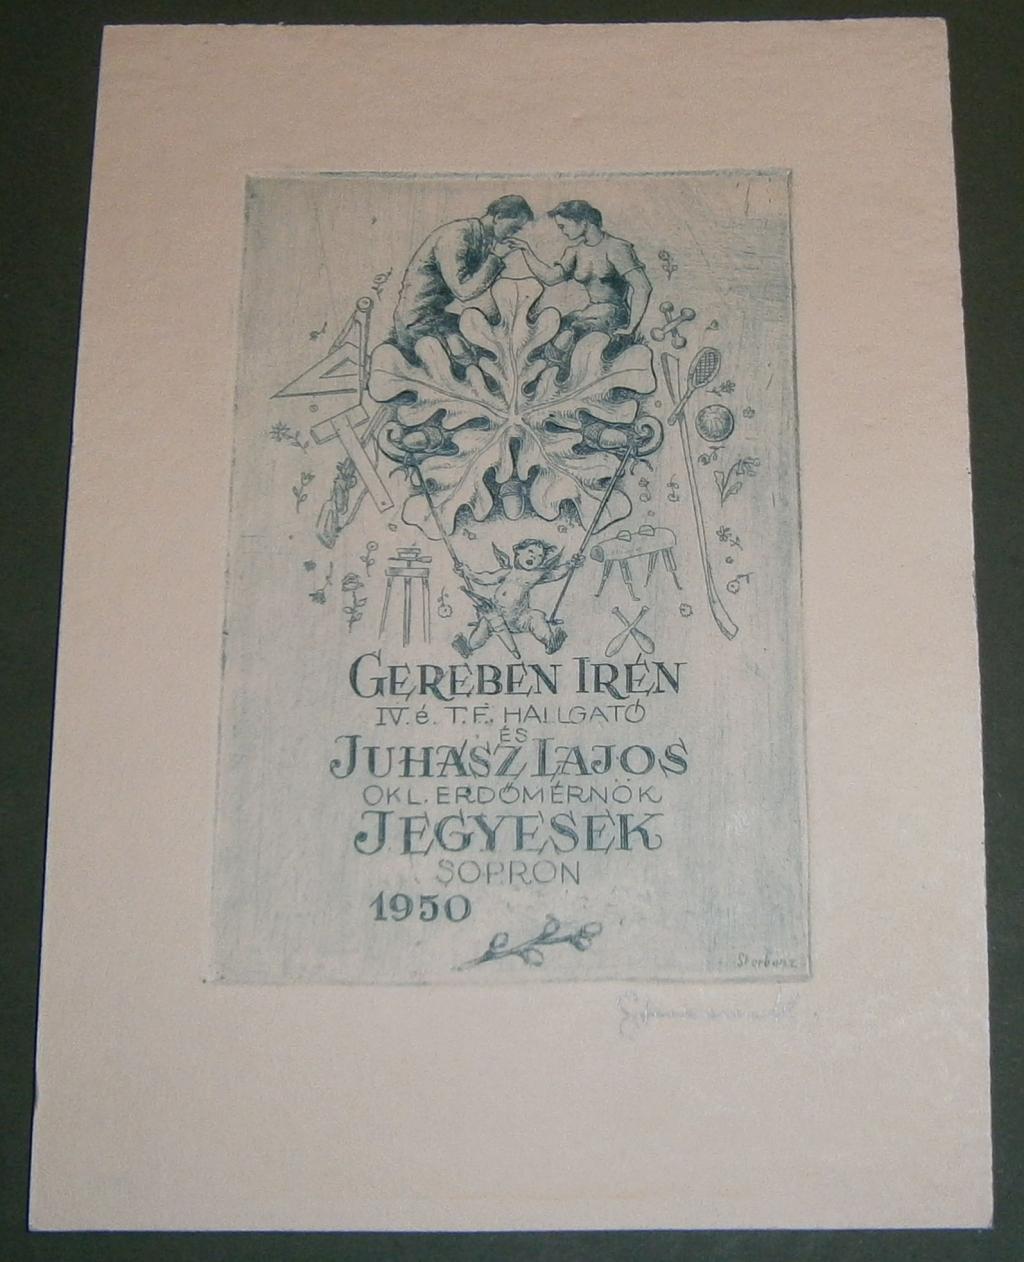 GEREBEN IRÉN
IV. é. T.F. HALLGATÓ
ÉS
JUHÁSZ LAJOS
OKL. ERDŐMÉRNÖK
JEGYESEK
SOPRON
1950